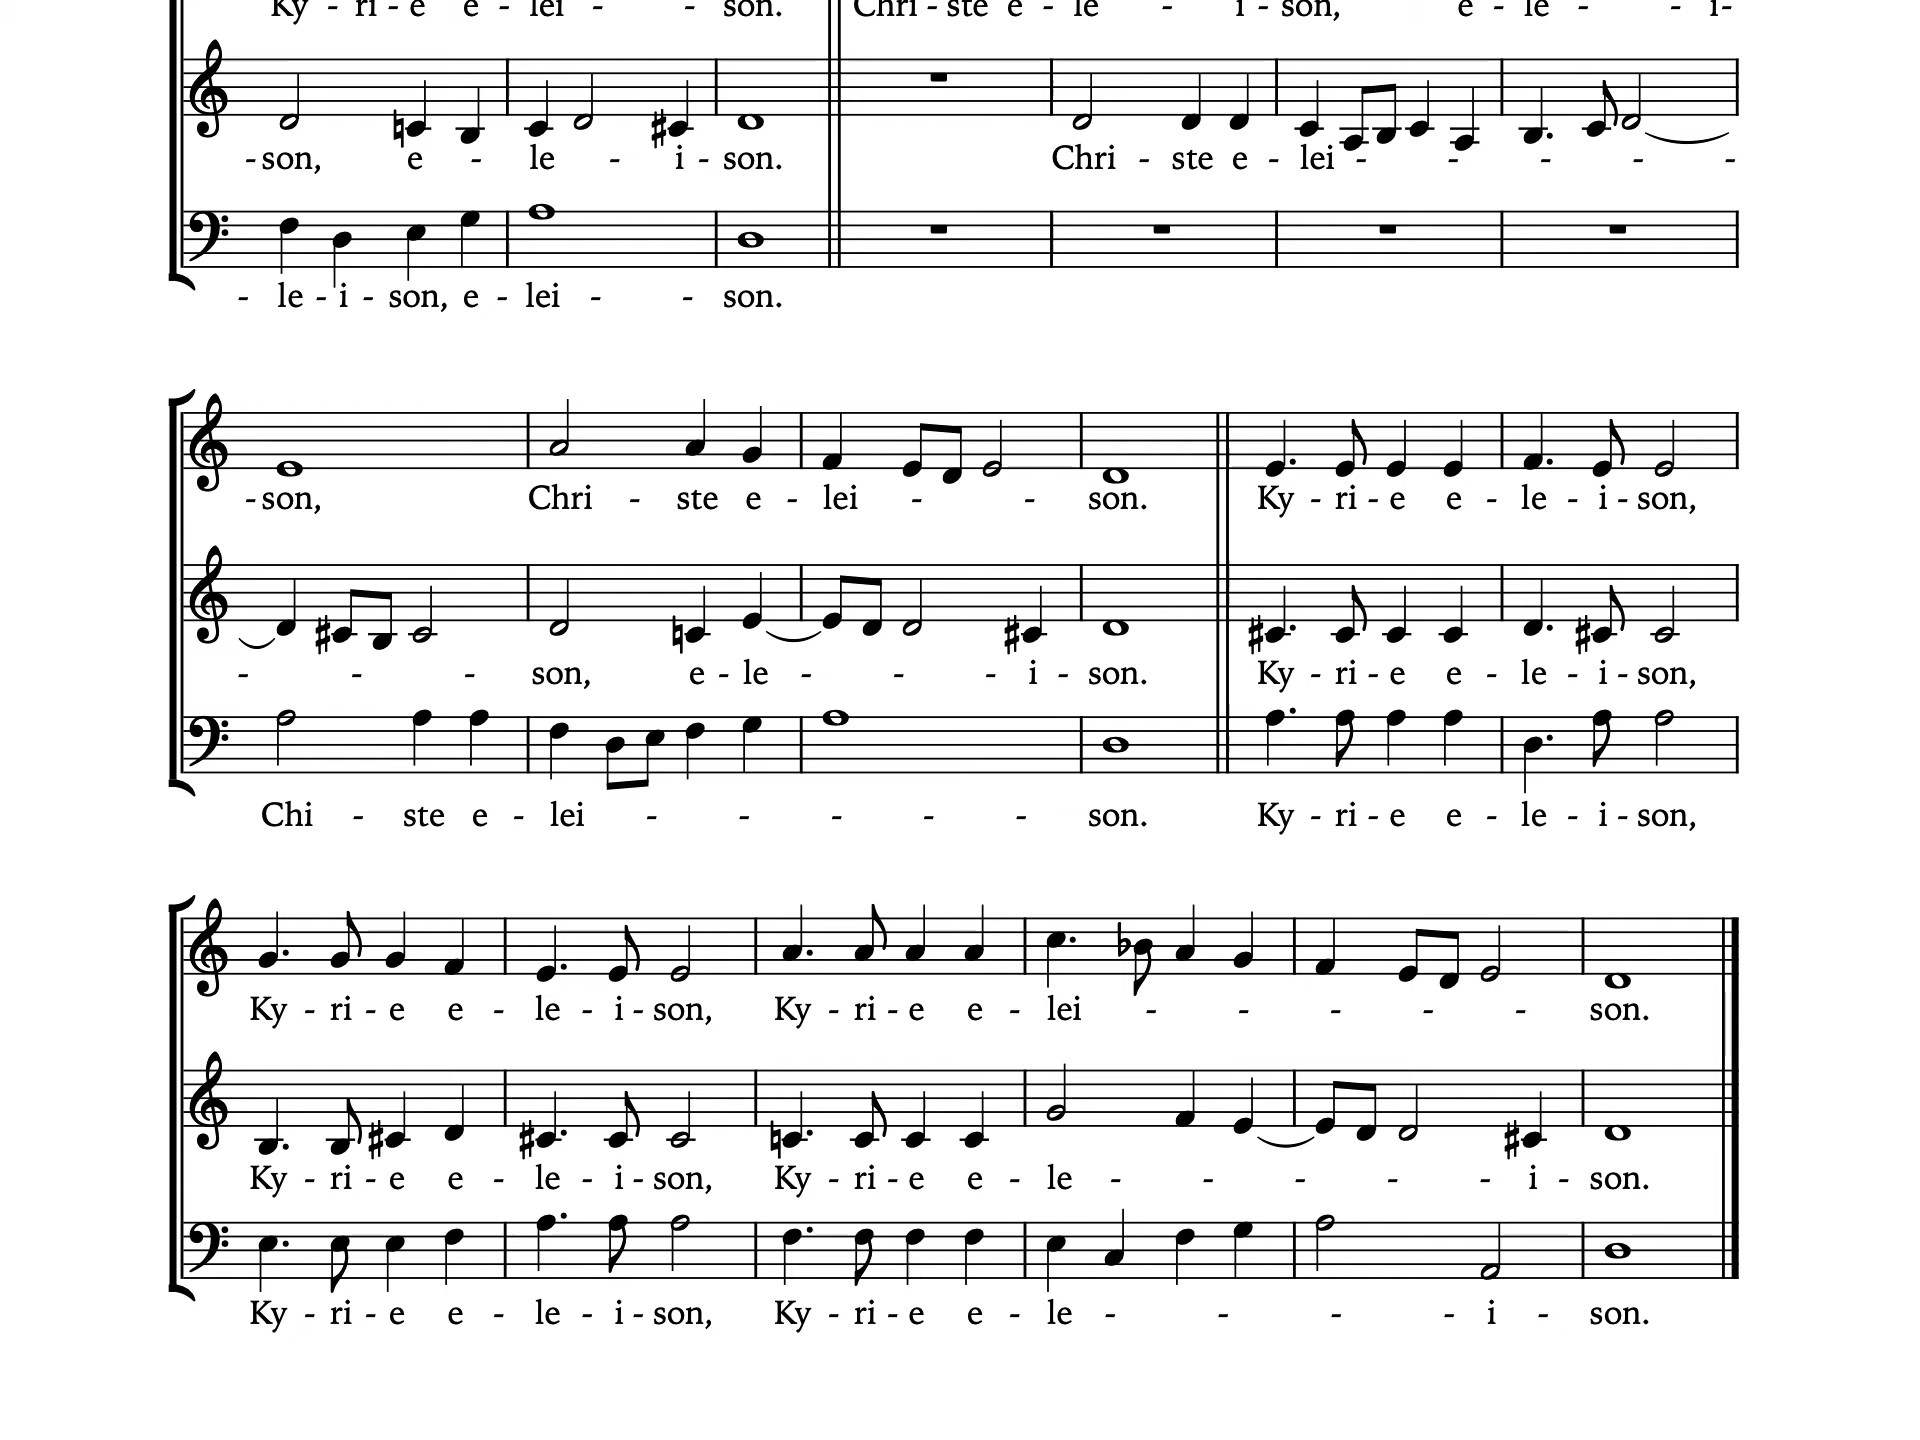 Ky - ri - e e - lei - - son. Chri - ste e - le - i - son, e - le - - i-
-son, e - le - i - son. Chri - ste e - lei - - - - -
- le - i - son, e - lei - - son.
-son, Chri - ste e - lei - - son. Ky - ri - e e - le - i - son,
- - - son, e - le - - - i - son. Ky - ri - e e - le - i - son,
Chi - ste e - lei - - - - - son. Ky - ri - e e - le - i - son,
Ky - ri - e e - le - i - son, Ky - ri - e e - lei - - - - - son.
Ky - ri - e e - le - i - son, Ky - ri - e e - le - - - - - i - son.
Ky - ri - e e - le - i - son, Ky - ri - e e - le - - - - i - son.